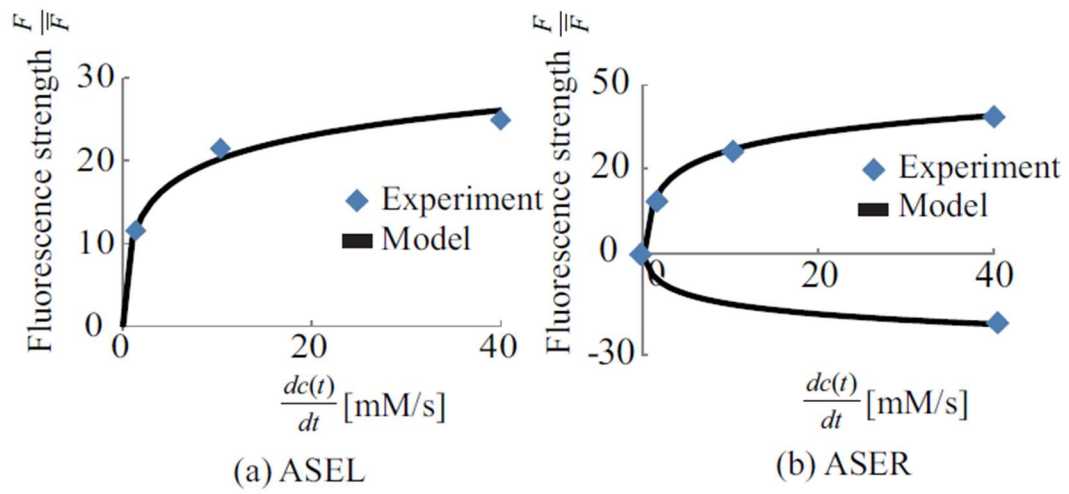 Fluorescence strength F/F̿
30
20
10
0
0
20
40
Experiment
Model
dc(t)/dt [mM/s]
(a) ASEL
Fluorescence strength F/F̿
50
20
0
-30
0
20
40
Experiment
Model
dc(t)/dt [mM/s]
(b) ASER